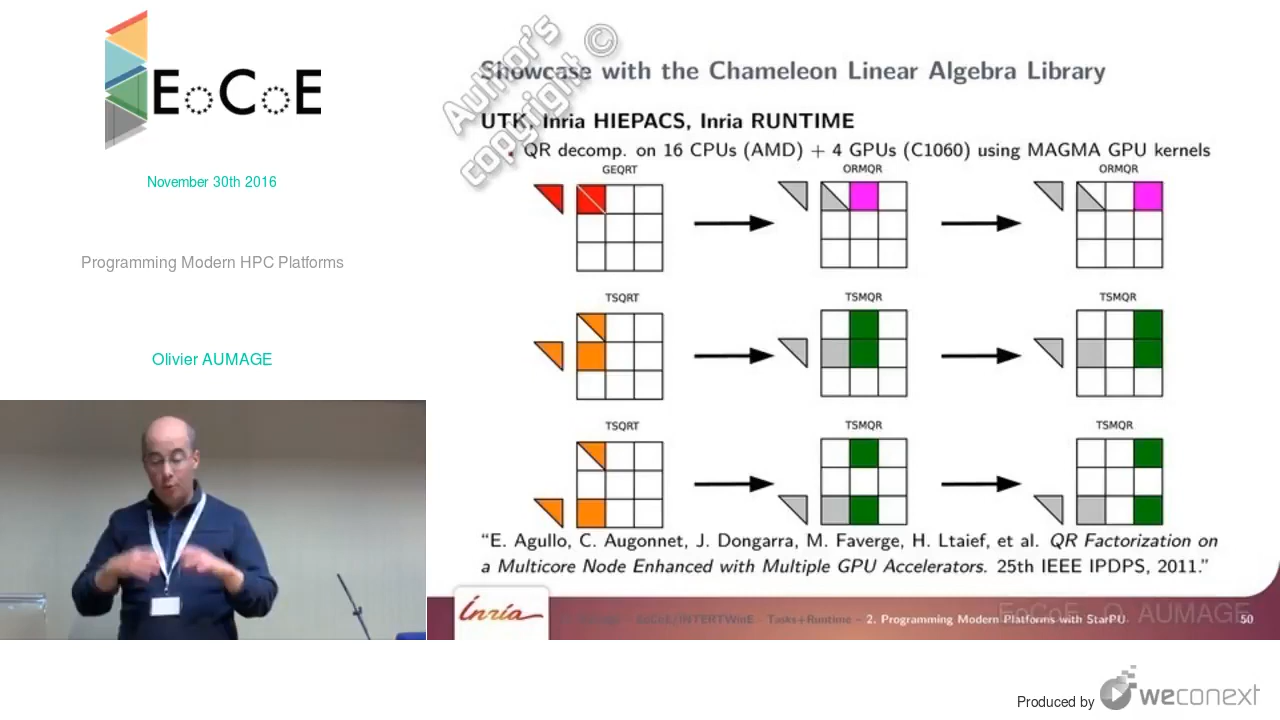 EoCoE
November 30th 2016
Programming Modern HPC Platforms
Olivier AUMAGE
Author's
copyright ©
Showcase with the Chameleon Linear Algebra Library
UTK, Inria HIEPACS, Inria RUNTIME
• QR decomp. on 16 CPUs (AMD) + 4 GPUs (C1060) using MAGMA GPU kernels
GEQRT ORMQR ORMQR
TSQRT TSMQR TSMQR
TSQRT TSMQR TSMQR
“E. Agullo, C. Augonnet, J. Dongarra, M. Faverge, H. Ltaief, et al. QR Factorization on
a Multicore Node Enhanced with Multiple GPU Accelerators. 25th IEEE IPDPS, 2011.”
Inria
O. Aumage – EoCoE/INTERTWinE Tasks+Runtime – 2. Programming Modern Platforms with StarPU 50
EoCoE O. AUMAGE
Produced by weconext